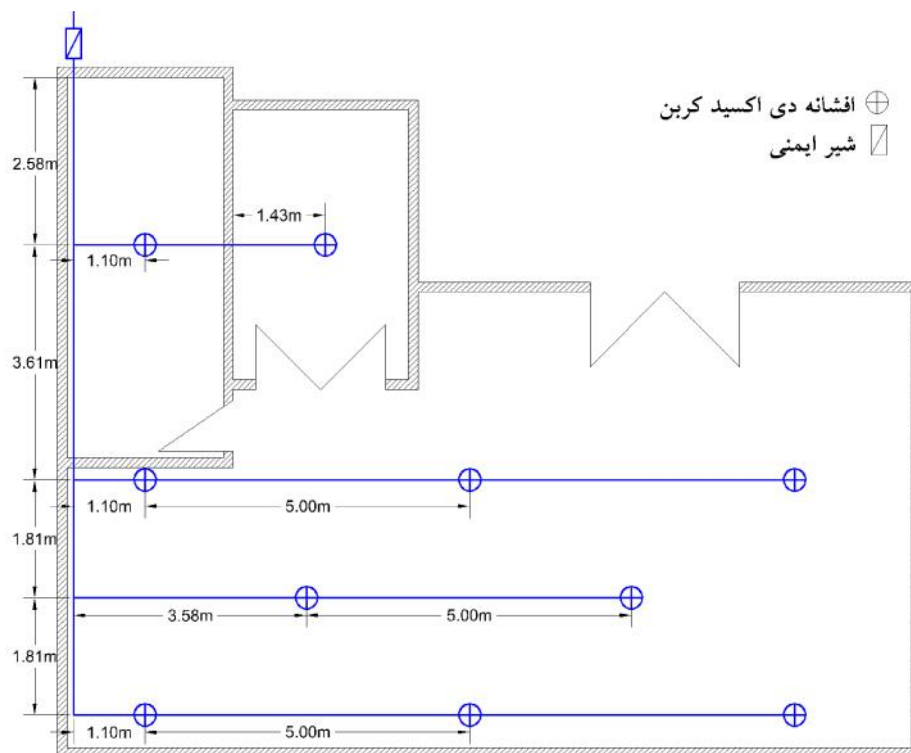 افشانه دی اکسید کربن
شیر ایمنی
2.58m
1.43m
1.10m
3.61m
1.10m
5.00m
1.81m
3.58m
5.00m
1.81m
1.10m
5.00m